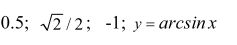 0.5; √2 / 2; -1; y = arcsin x